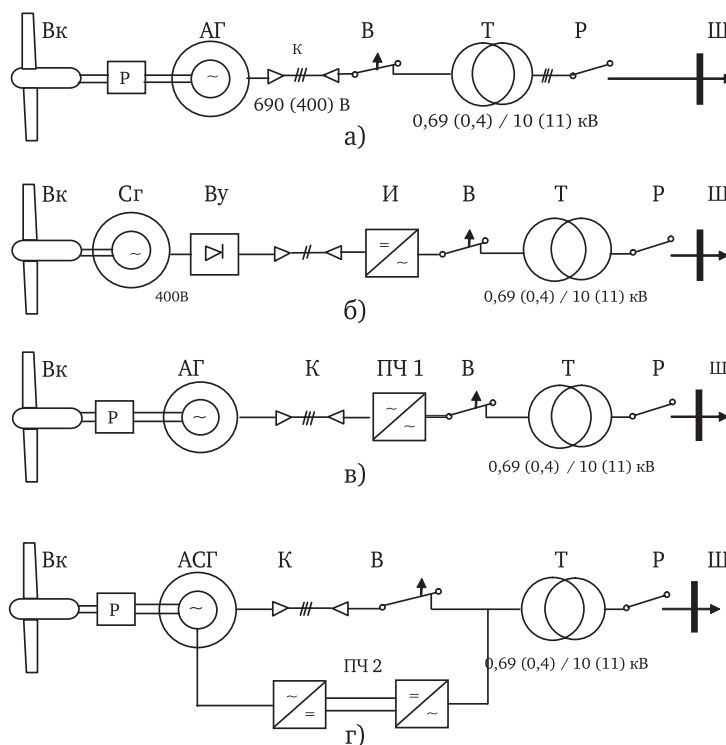 Вк АГ К В Т Р Ш
Р ~
690 (400) В
0,69 (0,4) / 10 (11) кВ
а)
Вк Сг Ву И В Т Р Ш
~ = ~
400В
0,69 (0,4) / 10 (11) кВ
б)
Вк АГ К ПЧ 1 В Т Р Ш
Р ~ ~ ~
0,69 (0,4) / 10 (11) кВ
в)
Вк АСГ К В Т Р Ш
Р ~
ПЧ 2
0,69 (0,4) / 10 (11) кВ
~ = = ~
г)